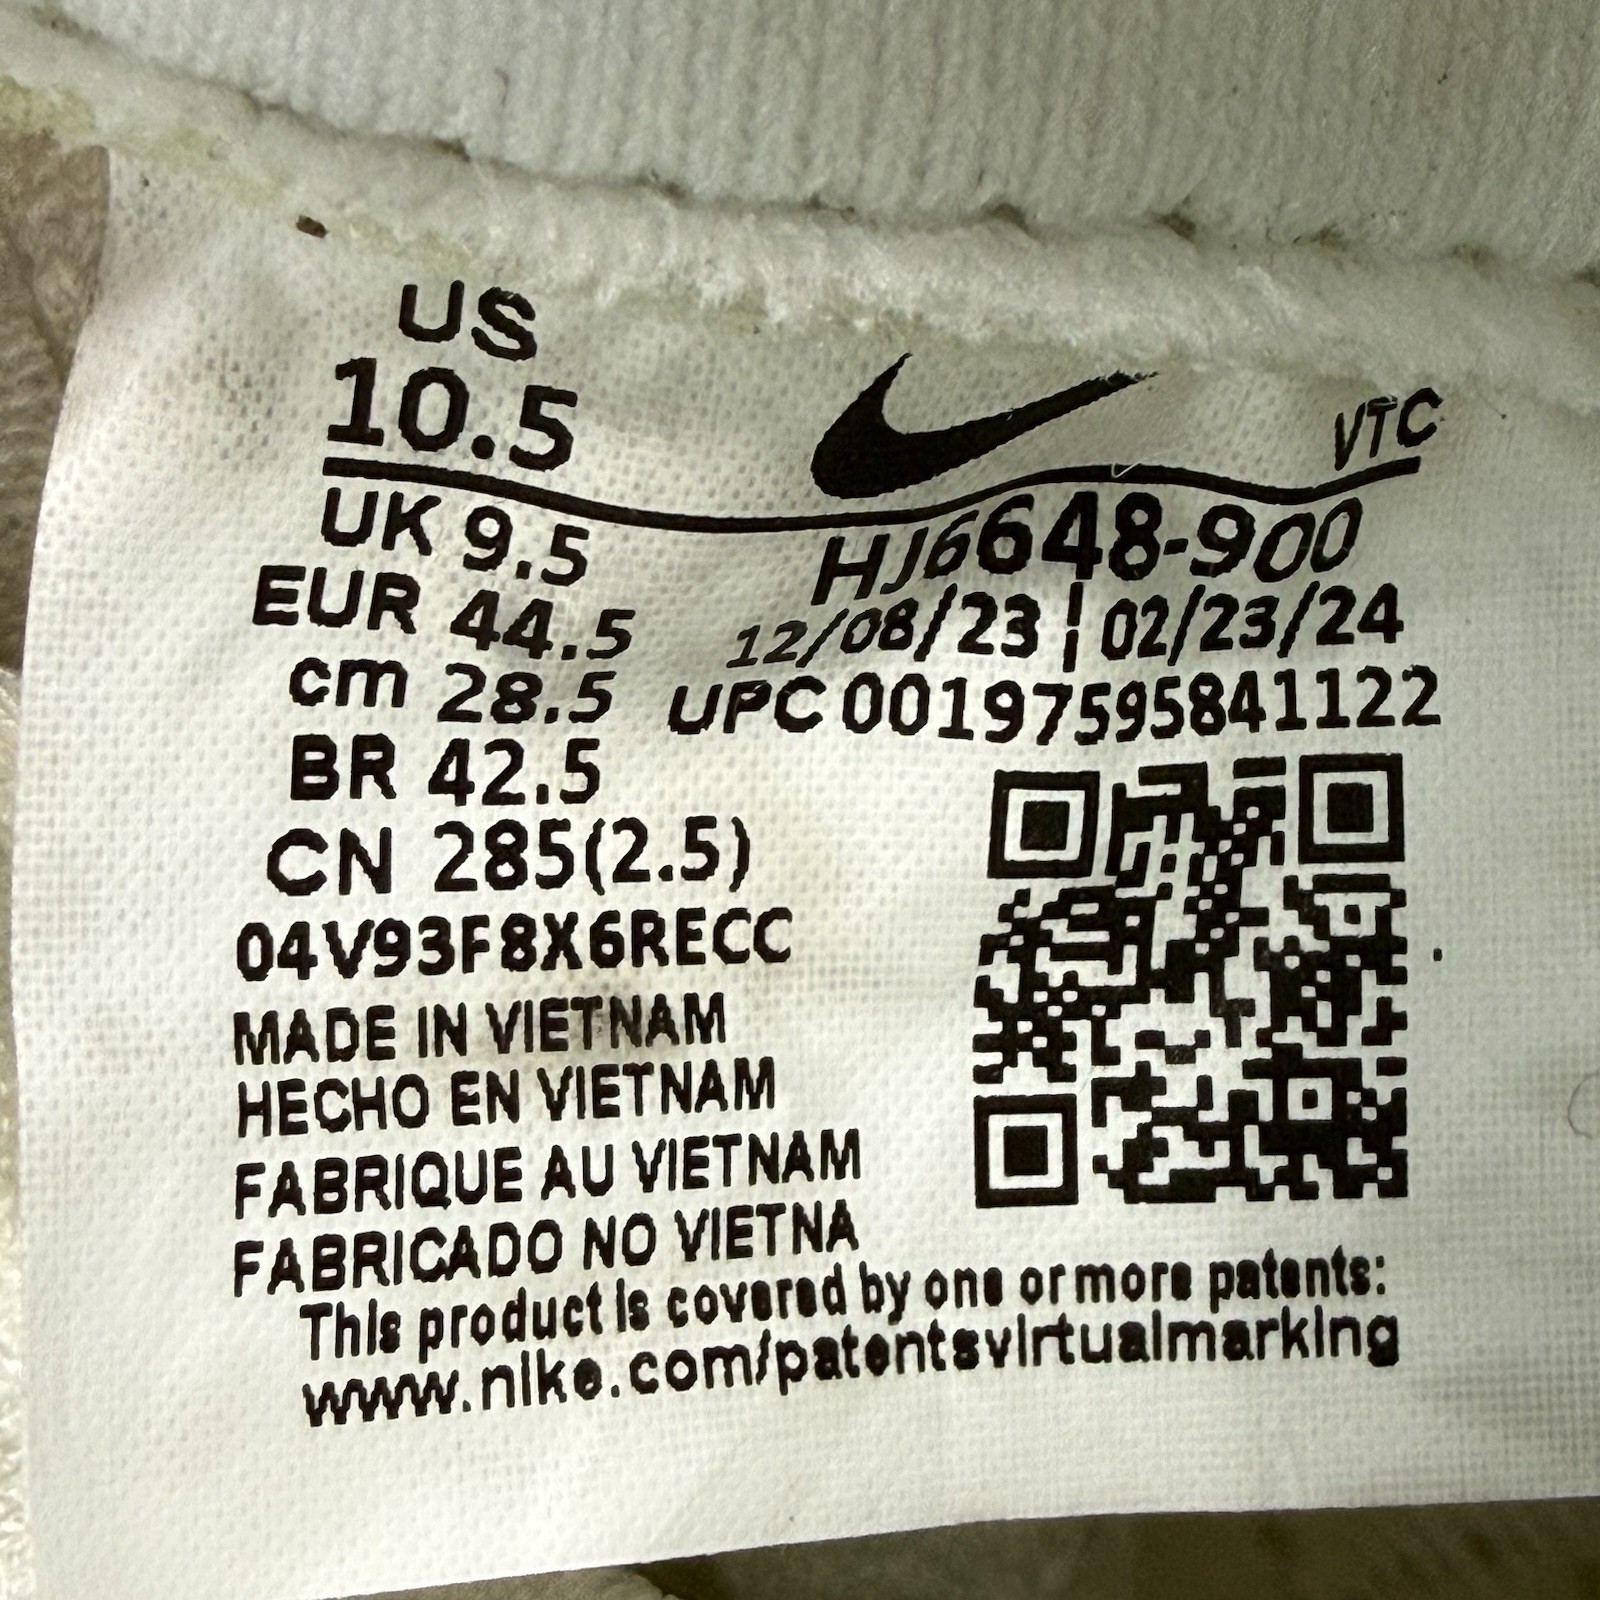 US
10.5
VTC
UK 9.5
HJ6648-900
EUR 44.5
12/08/23 ¦ 02/23/24
cm 28.5
UPC 00197595841122
BR 42.5
CN 285(2.5)
04V93F8X6RECC
MADE IN VIETNAM
HECHO EN VIETNAM
FABRIQUE AU VIETNAM
FABRICADO NO VIETNA
This product is covered by one or more patents:
www.nike.com/patentsvirtualmarking